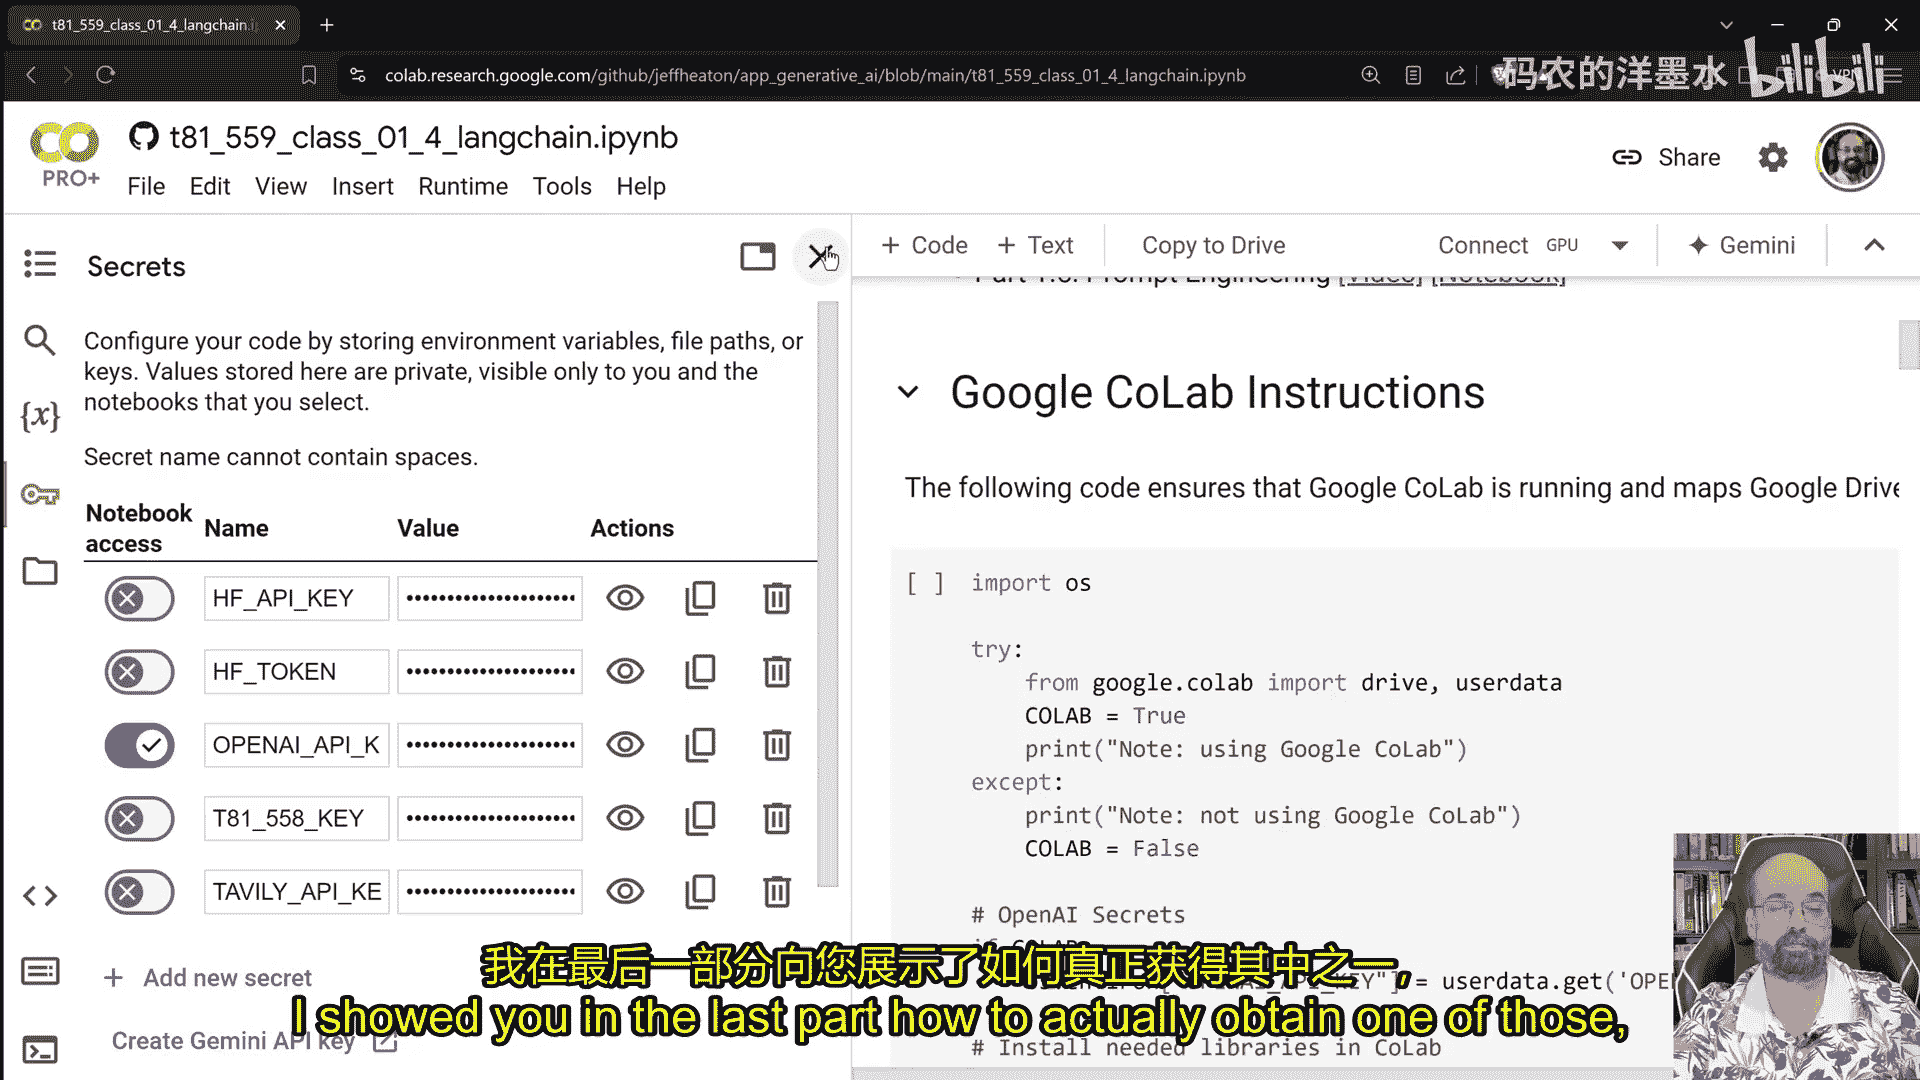 t81_559_class_01_4_langchain.i
colab.research.google.com/github/jeffheaton/app_generative_ai/blob/main/t81_559_class_01_4_langchain.ipynb
码农的洋墨水 bilibili
PRO+
t81_559_class_01_4_langchain.ipynb
File Edit View Insert Runtime Tools Help
Share
Secrets
+ Code + Text Copy to Drive Connect GPU Gemini
Part 1.5: Prompt Engineering [Video] [Notebook]
Configure your code by storing environment variables, file paths, or
keys. Values stored here are private, visible only to you and the
notebooks that you select.
Secret name cannot contain spaces.
Notebook access Name Value Actions
HF_API_KEY
HF_TOKEN
OPENAI_API_K
T81_558_KEY
TAVILY_API_KE
+ Add new secret
Create Gemini API key
Google CoLab Instructions
The following code ensures that Google CoLab is running and maps Google Drive
[ ] import os
try:
from google.colab import drive, userdata
COLAB = True
print("Note: using Google CoLab")
except:
print("Note: not using Google CoLab")
COLAB = False
# OpenAI Secrets
= userdata.get('OPE
# Install needed libraries in CoLab
我在最后一部分向您展示了如何真正获得其中之一,
I showed you in the last part how to actually obtain one of those,